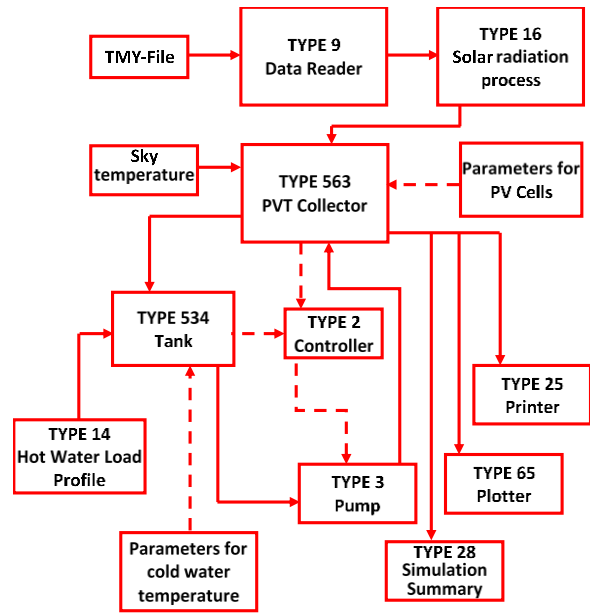 TMY-File
TYPE 9
Data Reader
TYPE 16
Solar radiation
process
Sky
temperature
TYPE 563
PVT Collector
Parameters for
PV Cells
TYPE 534
Tank
TYPE 2
Controller
TYPE 25
Printer
TYPE 14
Hot Water Load
Profile
TYPE 3
Pump
TYPE 65
Plotter
Parameters for
cold water
temperature
TYPE 28
Simulation
Summary